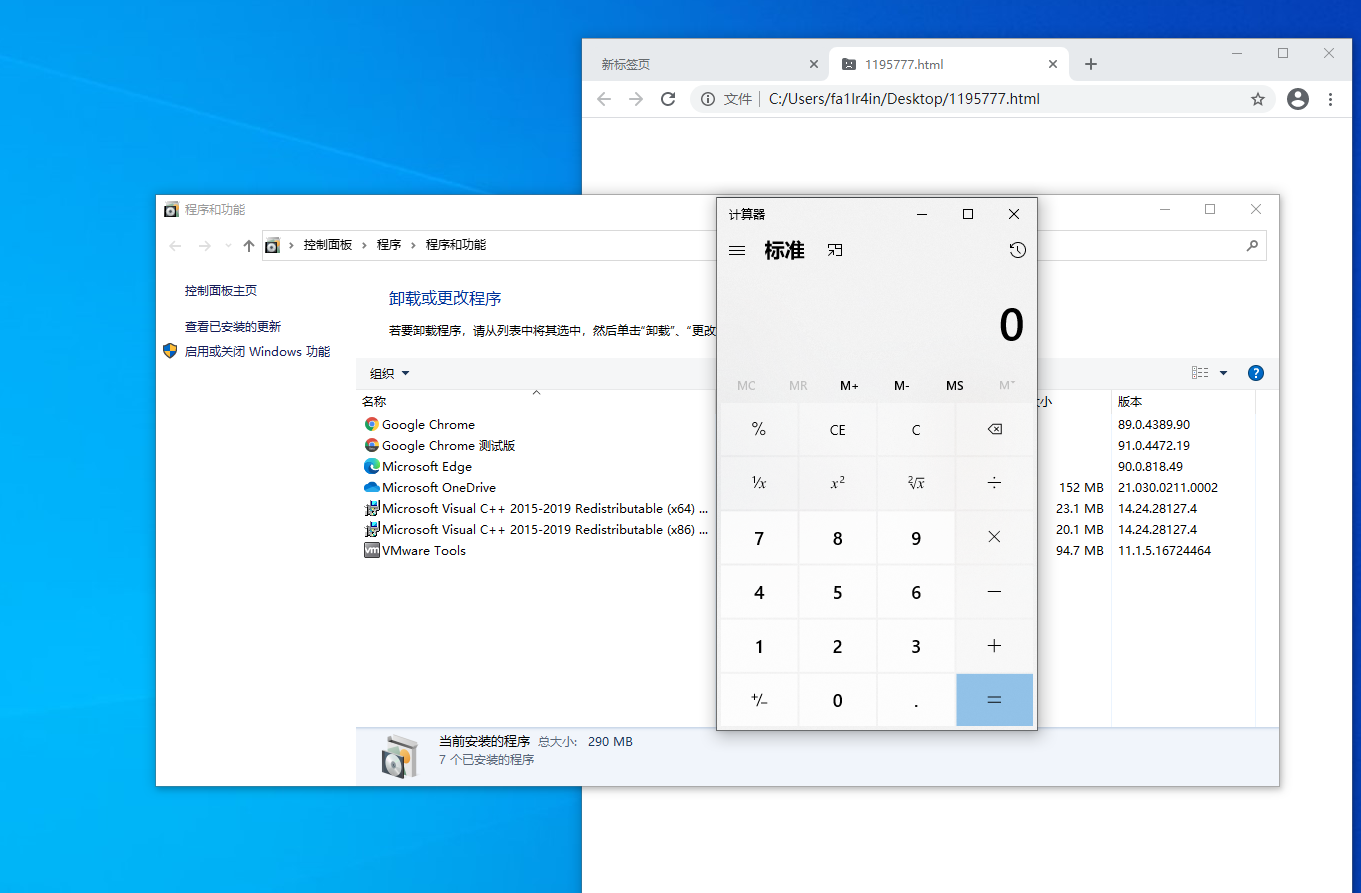 新标签页
1195777.html
文件 C:/Users/fa1lr4in/Desktop/1195777.html
程序和功能
控制面板 程序 程序和功能
控制面板主页
查看已安装的更新
启用或关闭 Windows 功能
卸载或更改程序
若要卸载程序，请从列表中将其选中，然后单击"卸载"、"更改
组织
名称 小 版本
Google Chrome 89.0.4389.90
Google Chrome 测试版 91.0.4472.19
Microsoft Edge 90.0.818.49
Microsoft OneDrive 152 MB 21.030.0211.0002
Microsoft Visual C++ 2015-2019 Redistributable (x64) ... 23.1 MB 14.24.28127.4
Microsoft Visual C++ 2015-2019 Redistributable (x86) ... 20.1 MB 14.24.28127.4
VMware Tools 94.7 MB 11.1.5.16724464
当前安装的程序 总大小: 290 MB
7 个已安装的程序
计算器
标准
0
MC MR M+ M- MS M˅
% CE C
¹/x x² ²√x ÷
7 8 9 ×
4 5 6 −
1 2 3 +
+/− 0 . =